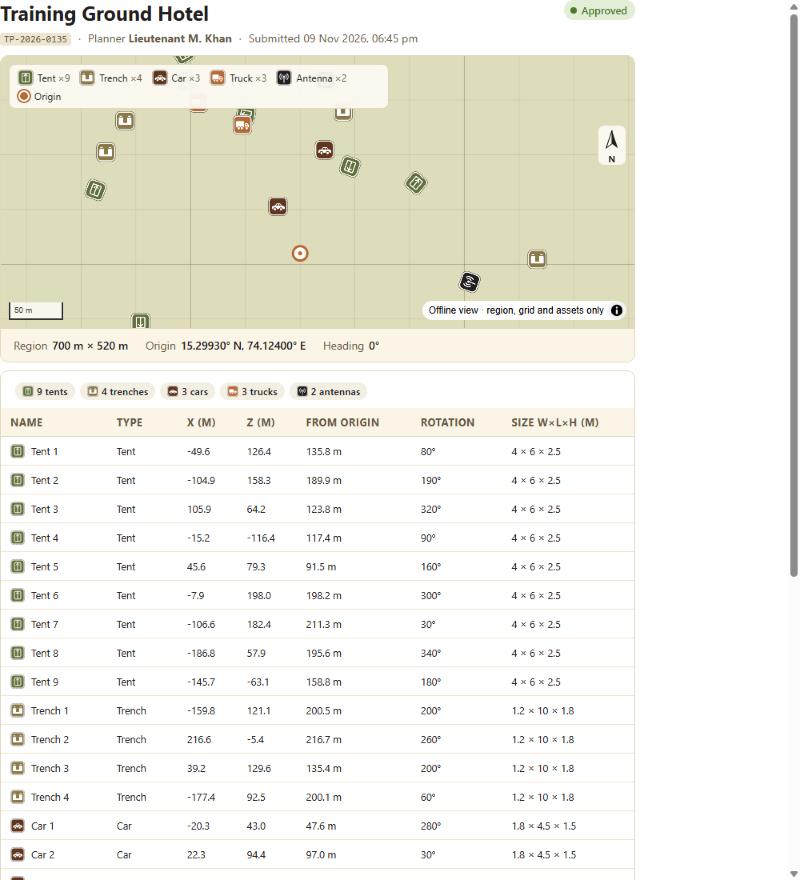 Training Ground Hotel
Approved
TP-2026-0135 · Planner Lieutenant M. Khan · Submitted 09 Nov 2026, 06:45 pm
Tent ×9 Trench ×4 Car ×3 Truck ×3 Antenna ×2
Origin
N
50 m
Offline view · region, grid and assets only
Region 700 m × 520 m Origin 15.29930° N, 74.12400° E Heading 0°
9 tents 4 trenches 3 cars 3 trucks 2 antennas
NAME TYPE X (M) Z (M) FROM ORIGIN ROTATION SIZE W×L×H (M)
Tent 1 Tent -49.6 126.4 135.8 m 80° 4 × 6 × 2.5
Tent 2 Tent -104.9 158.3 189.9 m 190° 4 × 6 × 2.5
Tent 3 Tent 105.9 64.2 123.8 m 320° 4 × 6 × 2.5
Tent 4 Tent -15.2 -116.4 117.4 m 90° 4 × 6 × 2.5
Tent 5 Tent 45.6 79.3 91.5 m 160° 4 × 6 × 2.5
Tent 6 Tent -7.9 198.0 198.2 m 300° 4 × 6 × 2.5
Tent 7 Tent -106.6 182.4 211.3 m 30° 4 × 6 × 2.5
Tent 8 Tent -186.8 57.9 195.6 m 340° 4 × 6 × 2.5
Tent 9 Tent -145.7 -63.1 158.8 m 180° 4 × 6 × 2.5
Trench 1 Trench -159.8 121.1 200.5 m 200° 1.2 × 10 × 1.8
Trench 2 Trench 216.6 -5.4 216.7 m 260° 1.2 × 10 × 1.8
Trench 3 Trench 39.2 129.6 135.4 m 200° 1.2 × 10 × 1.8
Trench 4 Trench -177.4 92.5 200.1 m 60° 1.2 × 10 × 1.8
Car 1 Car -20.3 43.0 47.6 m 280° 1.8 × 4.5 × 1.5
Car 2 Car 22.3 94.4 97.0 m 30° 1.8 × 4.5 × 1.5